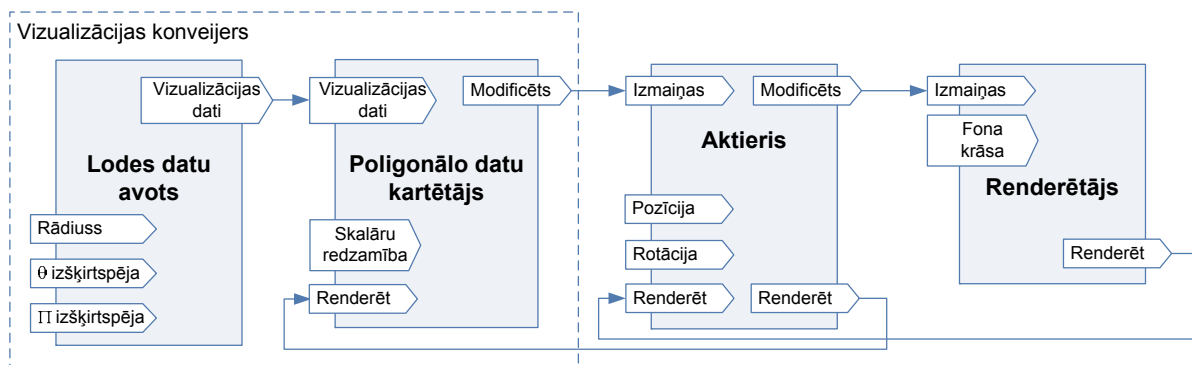 Vizualizācijas konveijers
Vizualizācijas
dati
Lodes datu
avots
Rādiuss
θ izšķirtspēja
Π izšķirtspēja
Vizualizācijas
dati
Modificēts
Poligonālo datu
kartētājs
Skalāru
redzamība
Renderēt
Izmaiņas
Modificēts
Aktieris
Pozīcija
Rotācija
Renderēt
Renderēt
Izmaiņas
Fona
krāsa
Renderētājs
Renderēt